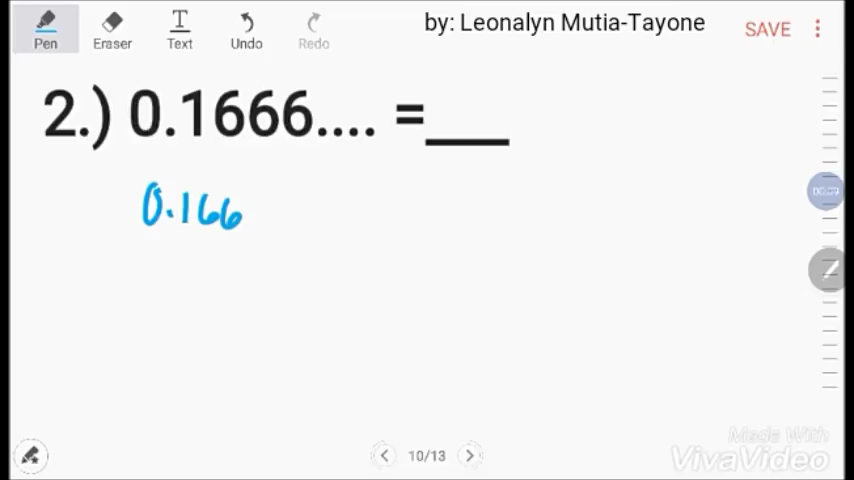 by: Leonalyn Mutia-Tayone
Pen Eraser Text Undo Redo SAVE
2.) 0.1666.... =___
0.166
10/13
Made With
VivaVideo